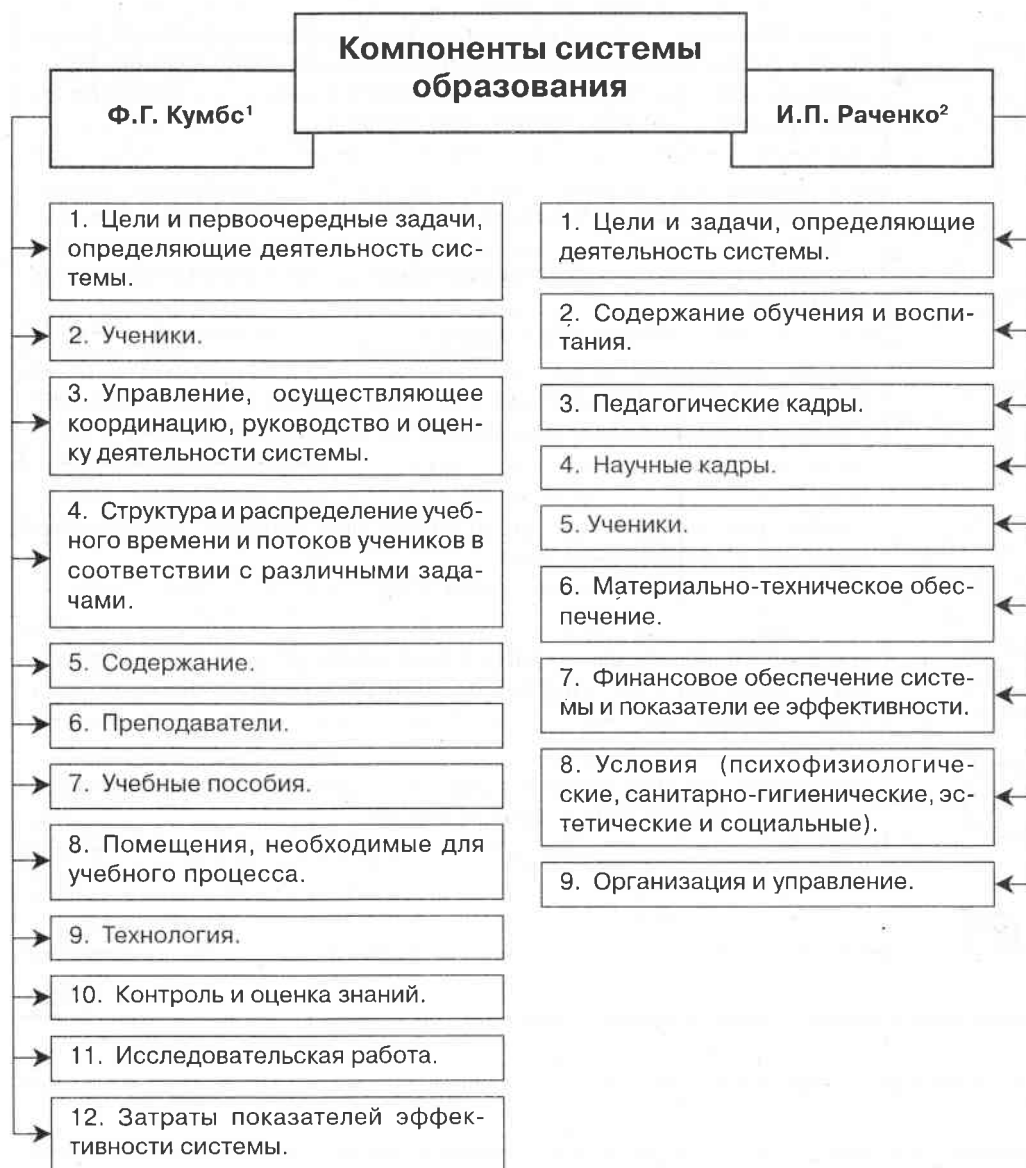 Компоненты системы
образования
Ф.Г. Кумбс¹
И.П. Раченко²
1. Цели и первоочередные задачи,
определяющие деятельность сис-
темы.
2. Ученики.
3. Управление, осуществляющее
координацию, руководство и оцен-
ку деятельности системы.
4. Структура и распределение учеб-
ного времени и потоков учеников в
соответствии с различными зада-
чами.
5. Содержание.
6. Преподаватели.
7. Учебные пособия.
8. Помещения, необходимые для
учебного процесса.
9. Технология.
10. Контроль и оценка знаний.
11. Исследовательская работа.
12. Затраты показателей эффек-
тивности системы.
1. Цели и задачи, определяющие
деятельность системы.
2. Содержание обучения и воспи-
тания.
3. Педагогические кадры.
4. Научные кадры.
5. Ученики.
6. Материально-техническое обес-
печение.
7. Финансовое обеспечение систе-
мы и показатели ее эффективности.
8. Условия (психофизиологиче-
ские, санитарно-гигиенические, эс-
тетические и социальные).
9. Организация и управление.